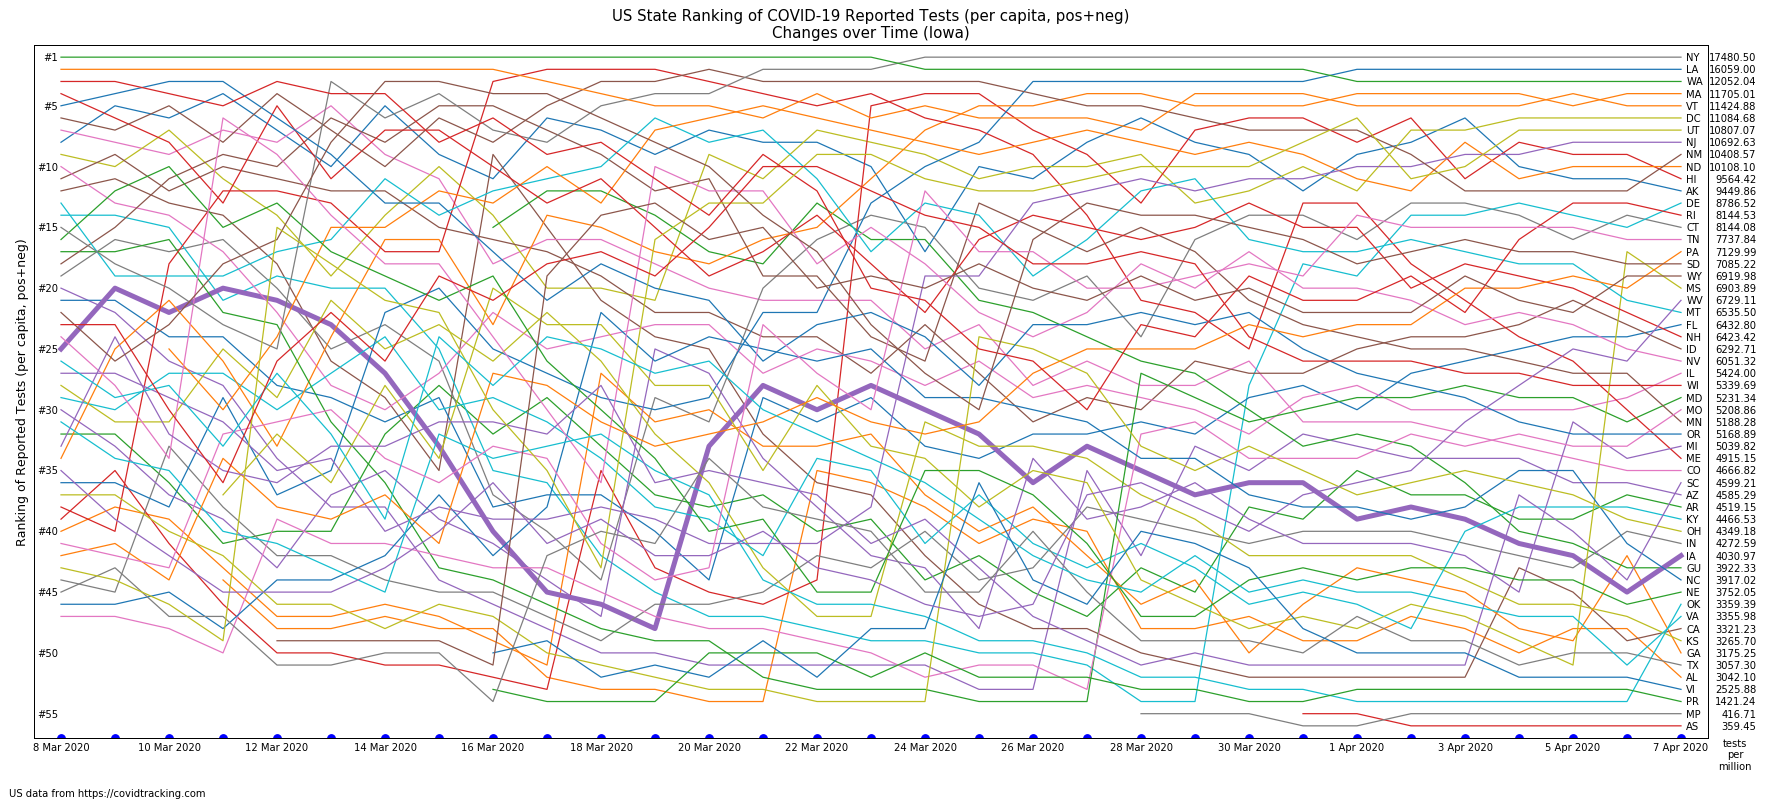 US State Ranking of COVID-19 Reported Tests (per capita, pos+neg)
Changes over Time (Iowa)
Ranking of Reported Tests (per capita, pos+neg)
#1
#5
#10
#15
#20
#25
#30
#35
#40
#45
#50
#55
NY 17480.50
LA 16059.00
WA 12052.04
MA 11705.01
VT 11424.88
DC 11084.68
UT 10807.07
NJ 10692.63
NM 10408.57
ND 10108.10
HI 9564.42
AK 9449.86
DE 8786.52
RI 8144.53
CT 8144.08
TN 7737.84
PA 7129.99
SD 7085.22
WY 6919.98
MS 6903.89
WV 6729.11
MT 6535.50
FL 6432.80
NH 6423.42
ID 6292.71
NV 6051.32
IL 5424.00
WI 5339.69
MD 5231.34
MO 5208.86
MN 5188.28
OR 5168.89
MI 5039.82
ME 4915.15
CO 4666.82
SC 4599.21
AZ 4585.29
AR 4519.15
KY 4466.53
OH 4349.18
IN 4272.59
IA 4030.97
GU 3922.33
NC 3917.02
NE 3752.05
OK 3359.39
VA 3355.98
CA 3321.23
KS 3265.70
GA 3175.25
TX 3057.30
AL 3042.10
VI 2525.88
PR 1421.24
MP 416.71
AS 359.45
8 Mar 2020 10 Mar 2020 12 Mar 2020 14 Mar 2020 16 Mar 2020 18 Mar 2020 20 Mar 2020 22 Mar 2020 24 Mar 2020 26 Mar 2020 28 Mar 2020 30 Mar 2020 1 Apr 2020 3 Apr 2020 5 Apr 2020 7 Apr 2020
tests
per
million
US data from https://covidtracking.com